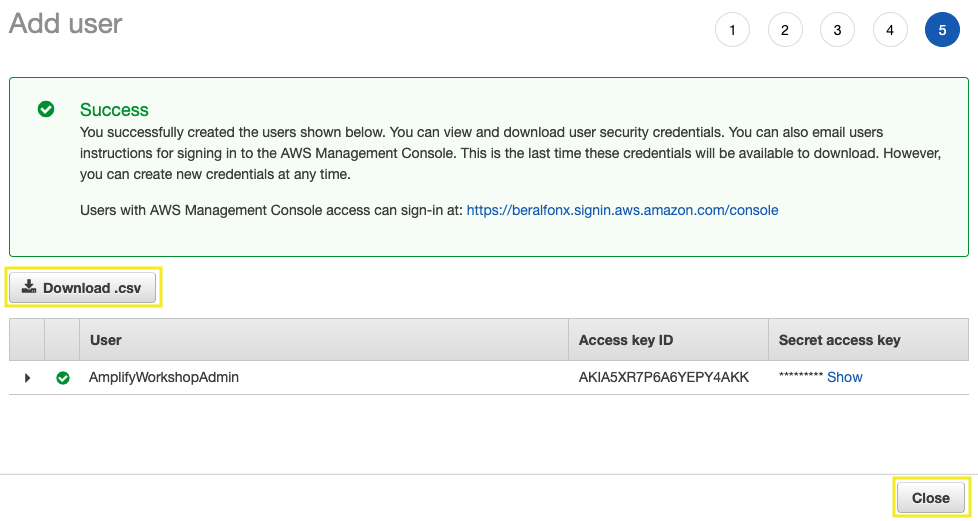 Add user
1 2 3 4 5
Success
You successfully created the users shown below. You can view and download user security credentials. You can also email users
instructions for signing in to the AWS Management Console. This is the last time these credentials will be available to download. However,
you can create new credentials at any time.
Users with AWS Management Console access can sign-in at: https://beralfonx.signin.aws.amazon.com/console
Download .csv
User Access key ID Secret access key
AmplifyWorkshopAdmin AKIA5XR7P6A6YEPY4AKK ********* Show
Close